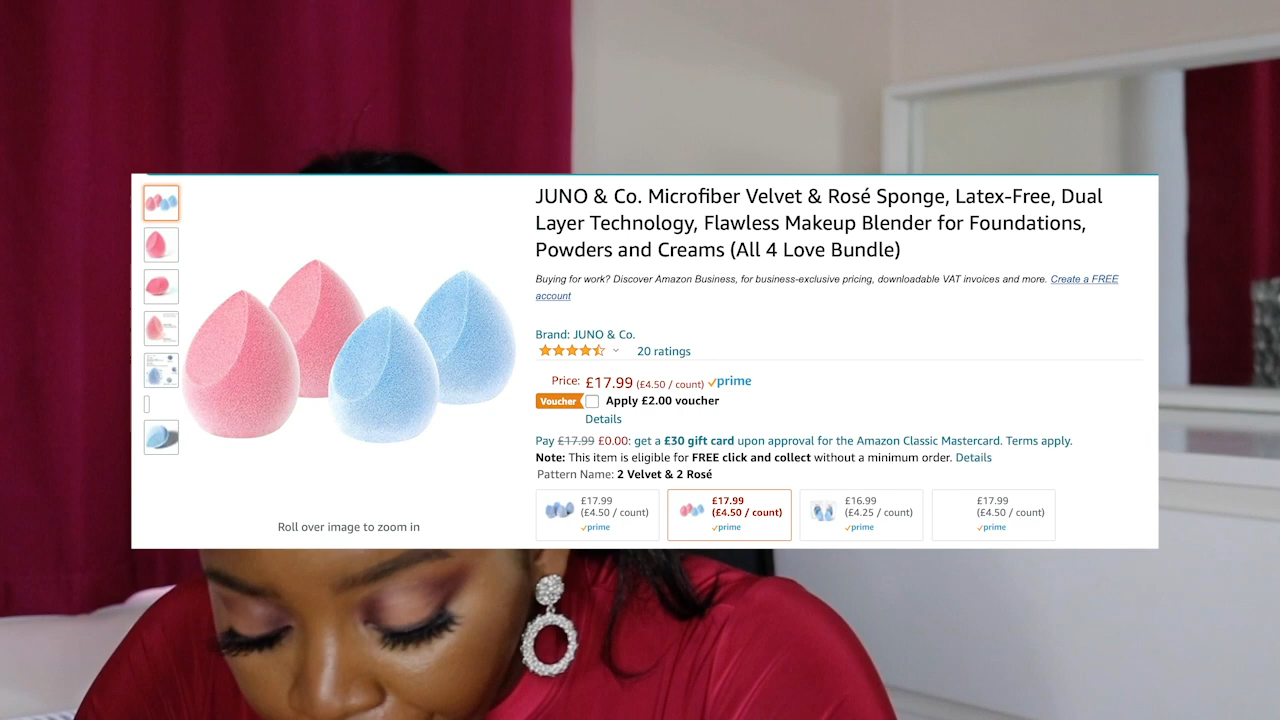 JUNO & Co. Microfiber Velvet & Rosé Sponge, Latex-Free, Dual
Layer Technology, Flawless Makeup Blender for Foundations,
Powders and Creams (All 4 Love Bundle)
Buying for work? Discover Amazon Business, for business-exclusive pricing, downloadable VAT invoices and more. Create a FREE
account
Brand: JUNO & Co.
20 ratings
Price: £17.99 (£4.50 / count) prime
Voucher Apply £2.00 voucher
Details
Pay £17.99 £0.00: get a £30 gift card upon approval for the Amazon Classic Mastercard. Terms apply.
Note: This item is eligible for FREE click and collect without a minimum order. Details
Pattern Name: 2 Velvet & 2 Rosé
£17.99
(£4.50 / count)
prime
£17.99
(£4.50 / count)
prime
£16.99
(£4.25 / count)
prime
£17.99
(£4.50 / count)
prime
Roll over image to zoom in